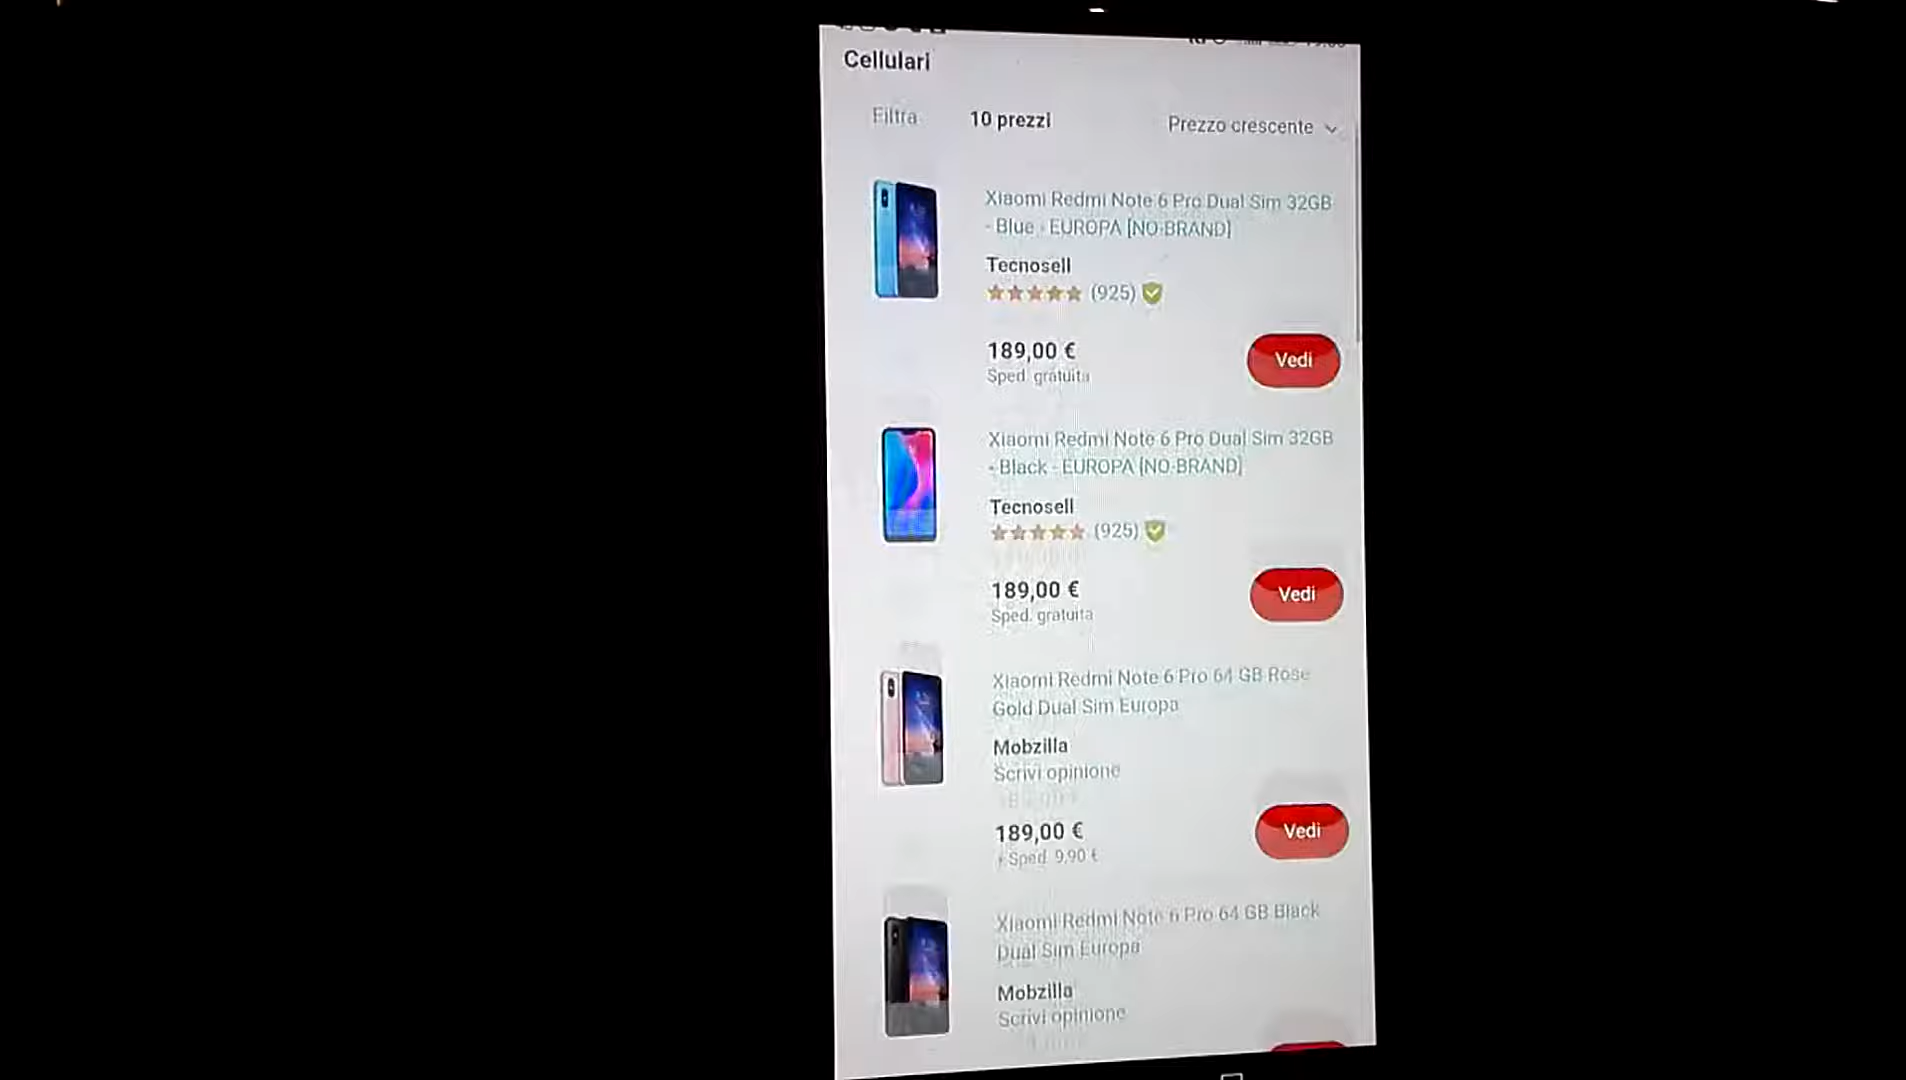 Cellulari
Filtra
10 prezzi
Prezzo crescente
Xiaomi Redmi Note 6 Pro Dual Sim 32GB
- Blue - EUROPA [NO-BRAND]
Tecnosell
(925)
189,00 €
Sped. gratuita
Vedi
Xiaomi Redmi Note 6 Pro Dual Sim 32GB
- Black - EUROPA [NO-BRAND]
Tecnosell
(925)
189,00 €
Sped. gratuita
Vedi
Xiaomi Redmi Note 6 Pro 64 GB Rose
Gold Dual Sim Europa
Mobzilla
Scrivi opinione
189,00 €
+ Sped. 9,90 €
Vedi
Xiaomi Redmi Note 6 Pro 64 GB Black
Dual Sim Europa
Mobzilla
Scrivi opinione